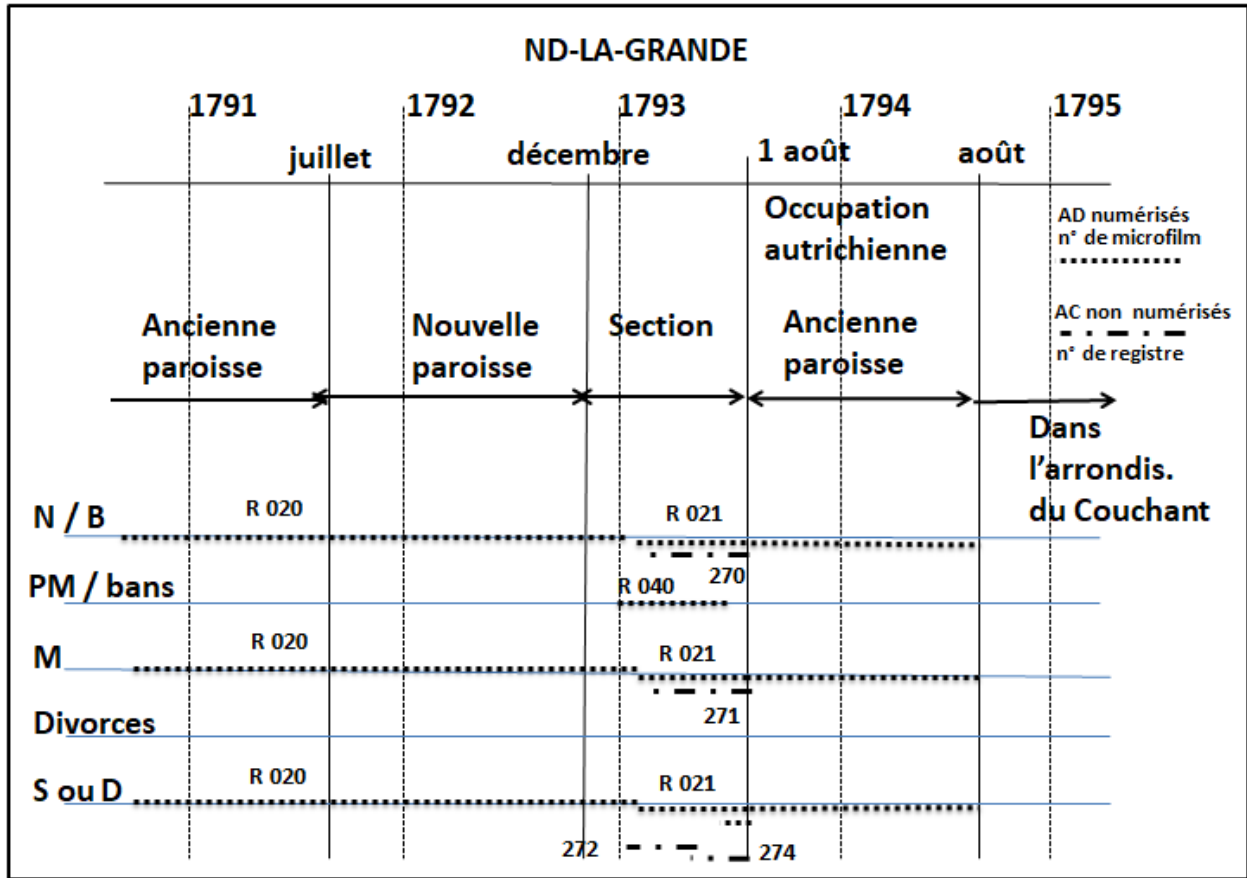 ND-LA-GRANDE
1791 1792 1793 1794 1795
juillet décembre 1 août août
Occupation
autrichienne
AD numérisés
n° de microfilm
AC non numérisés
n° de registre
Ancienne
paroisse
Nouvelle
paroisse
Section
Ancienne
paroisse
Dans
l'arrondis.
du Couchant
N / B R 020 R 021
270
PM / bans R 040
M R 020 R 021
271
Divorces
S ou D R 020 R 021
272 274